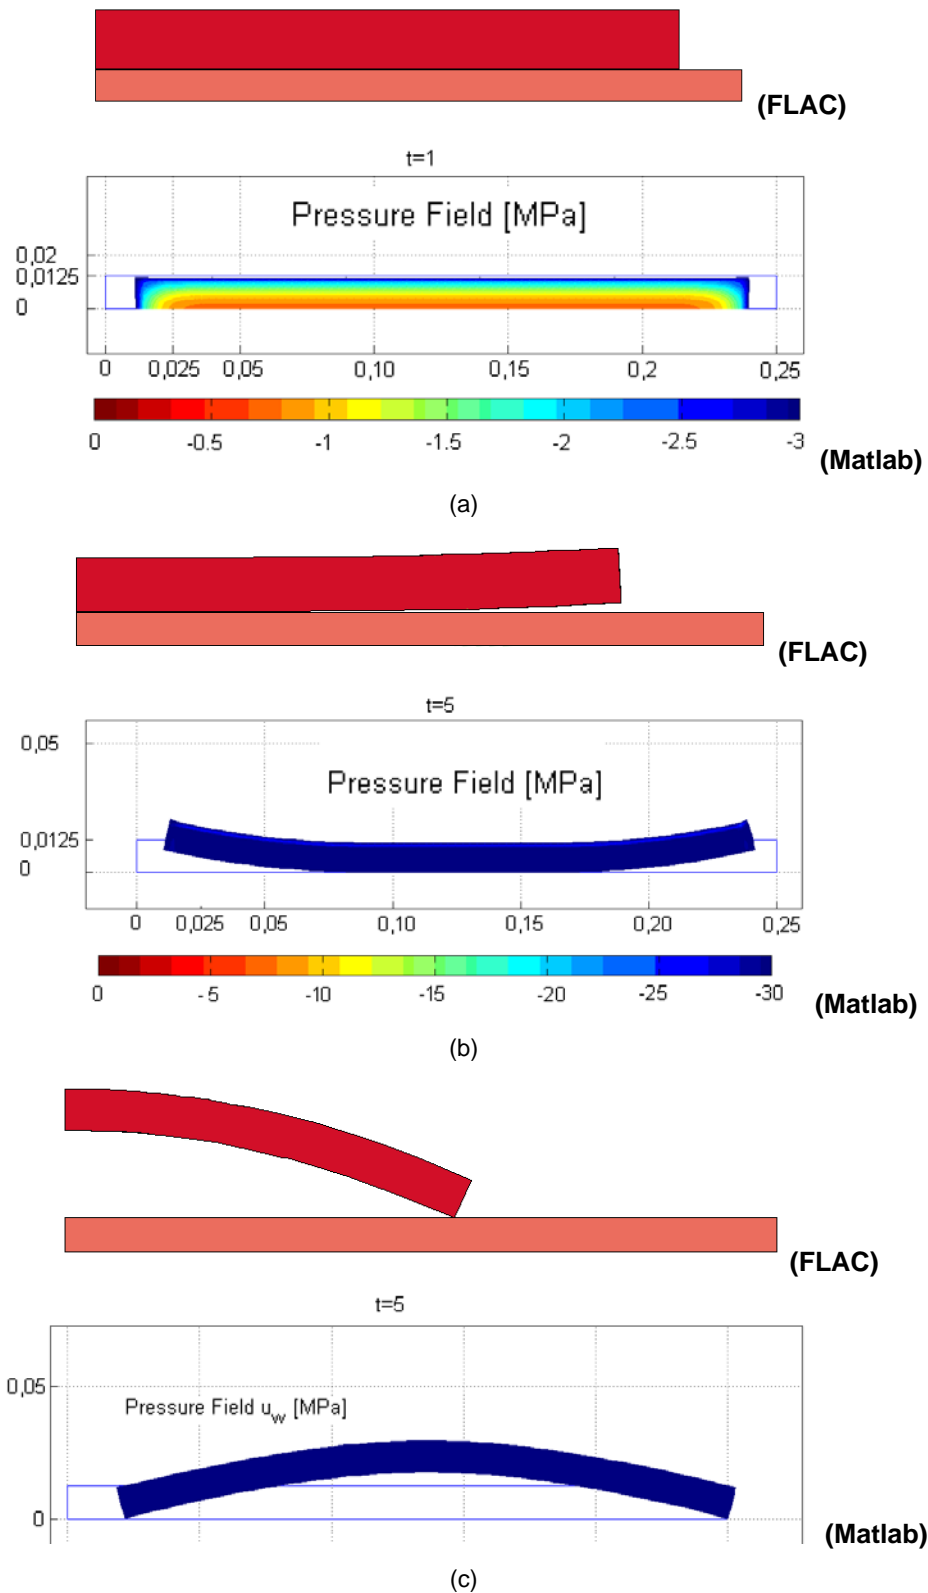 (FLAC)
t=1
Pressure Field [MPa]
0,02
0,0125
0
0 0,025 0,05 0,10 0,15 0,2 0,25
0 -0.5 -1 -1.5 -2 -2.5 -3
(Matlab)
(a)
(FLAC)
t=5
0,05
Pressure Field [MPa]
0,0125
0
0 0,025 0,05 0,10 0,15 0,20 0,25
0 -5 -10 -15 -20 -25 -30
(Matlab)
(b)
(FLAC)
t=5
0,05
Pressure Field u_w [MPa]
0
(Matlab)
(c)